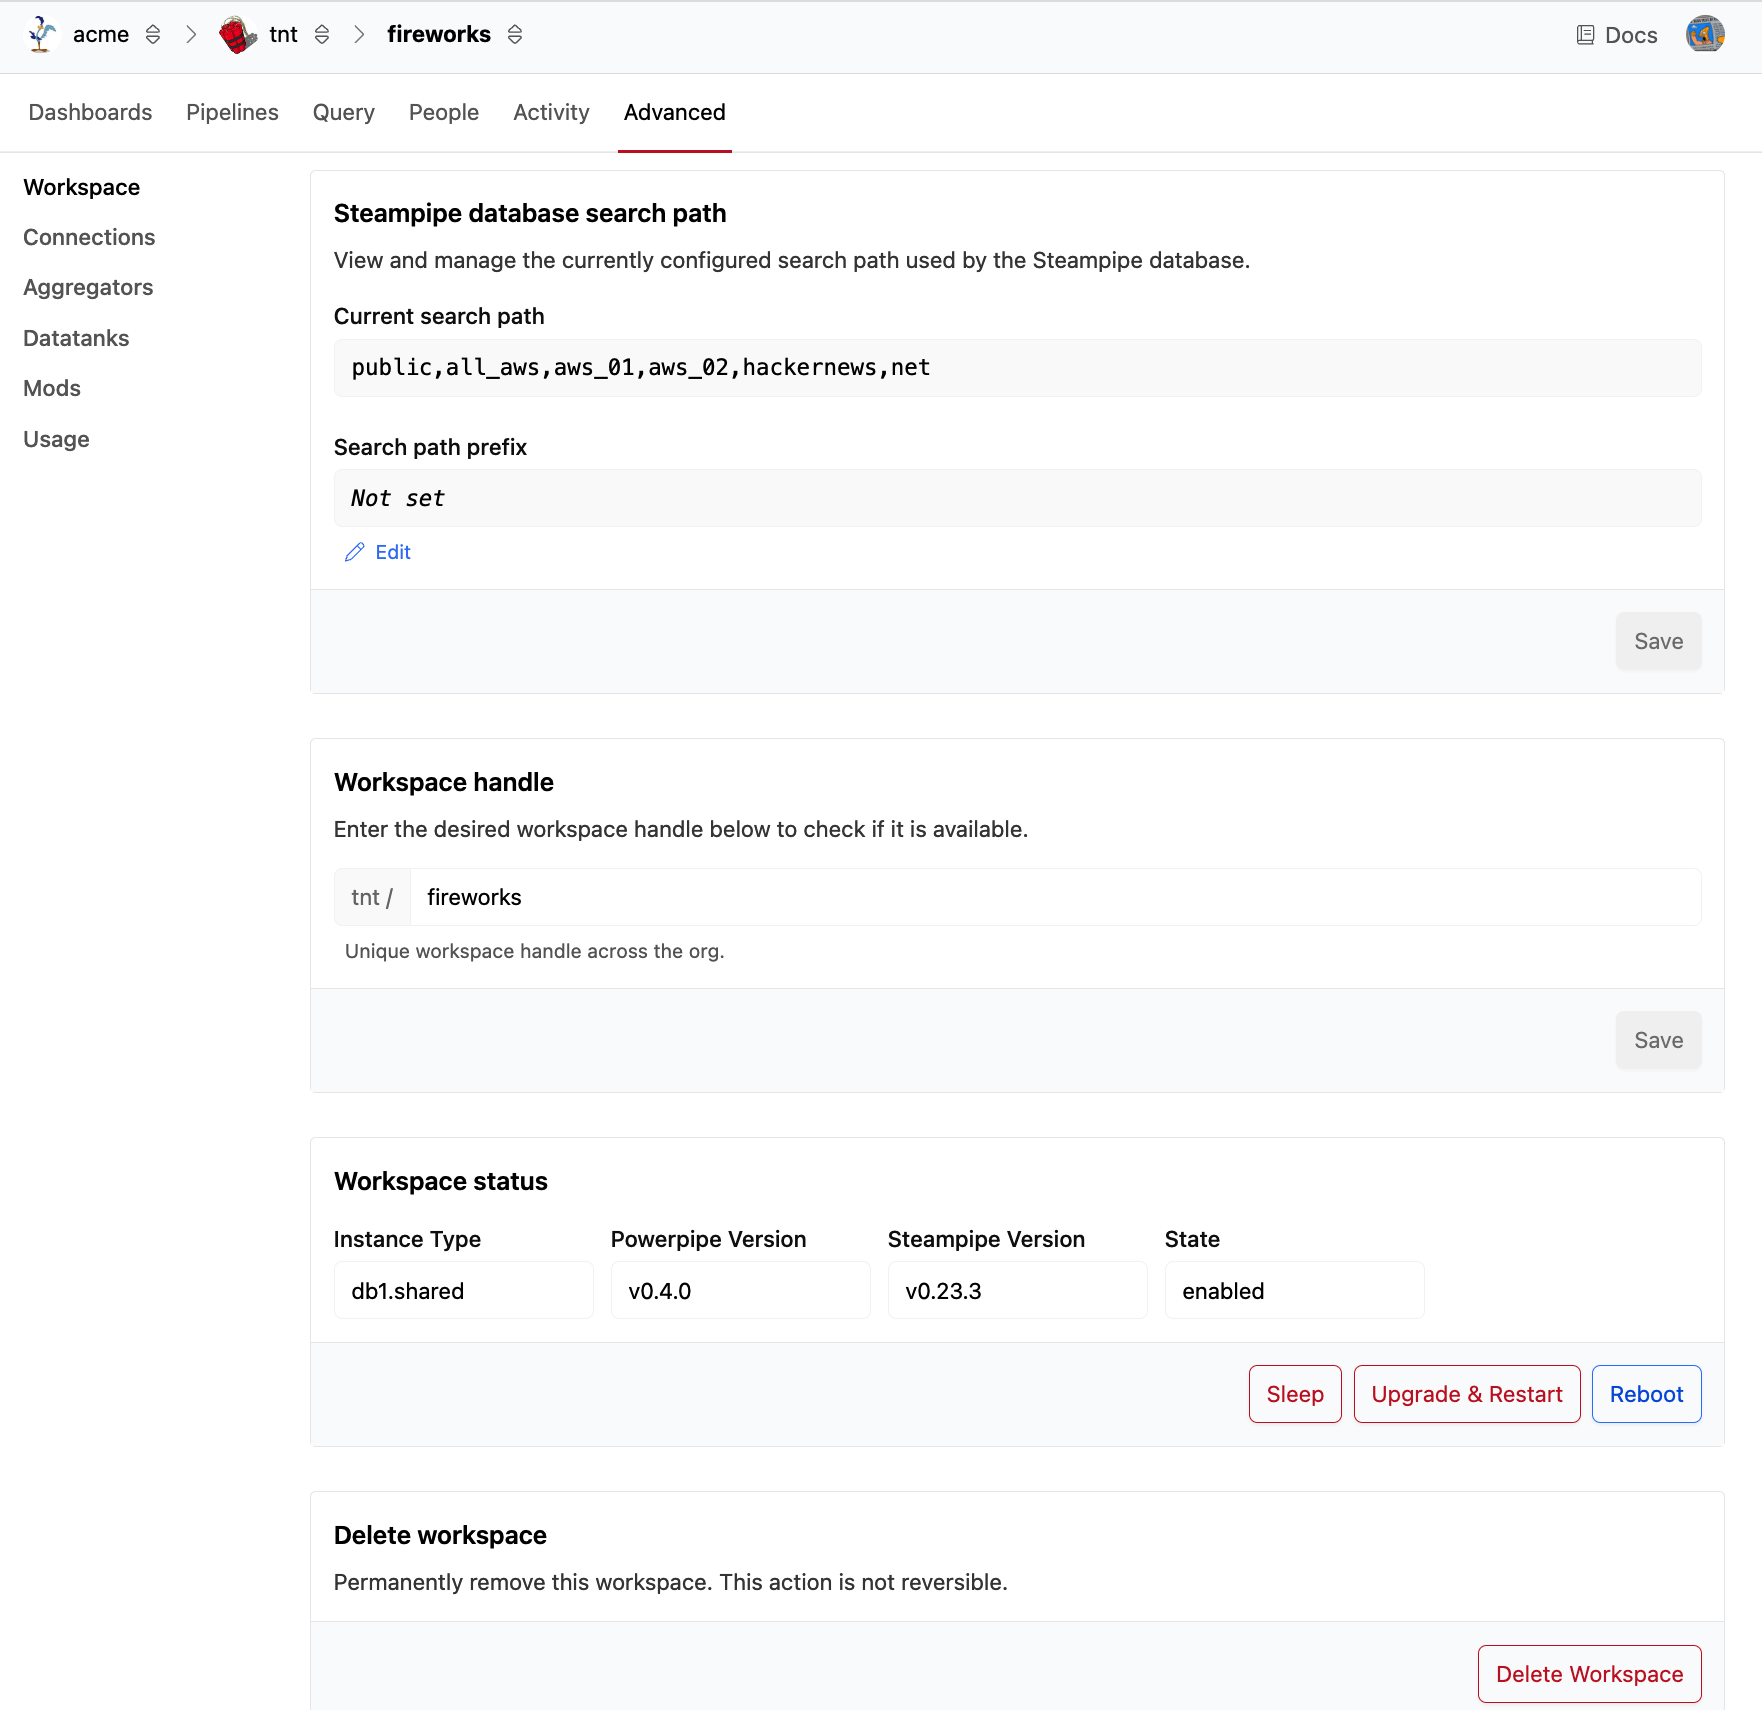 acme tnt fireworks Docs
Dashboards Pipelines Query People Activity Advanced
Workspace
Connections
Aggregators
Datatanks
Mods
Usage
Steampipe database search path
View and manage the currently configured search path used by the Steampipe database.
Current search path
public,all_aws,aws_01,aws_02,hackernews,net
Search path prefix
Not set
Edit
Save
Workspace handle
Enter the desired workspace handle below to check if it is available.
tnt / fireworks
Unique workspace handle across the org.
Save
Workspace status
Instance Type Powerpipe Version Steampipe Version State
db1.shared v0.4.0 v0.23.3 enabled
Sleep Upgrade & Restart Reboot
Delete workspace
Permanently remove this workspace. This action is not reversible.
Delete Workspace